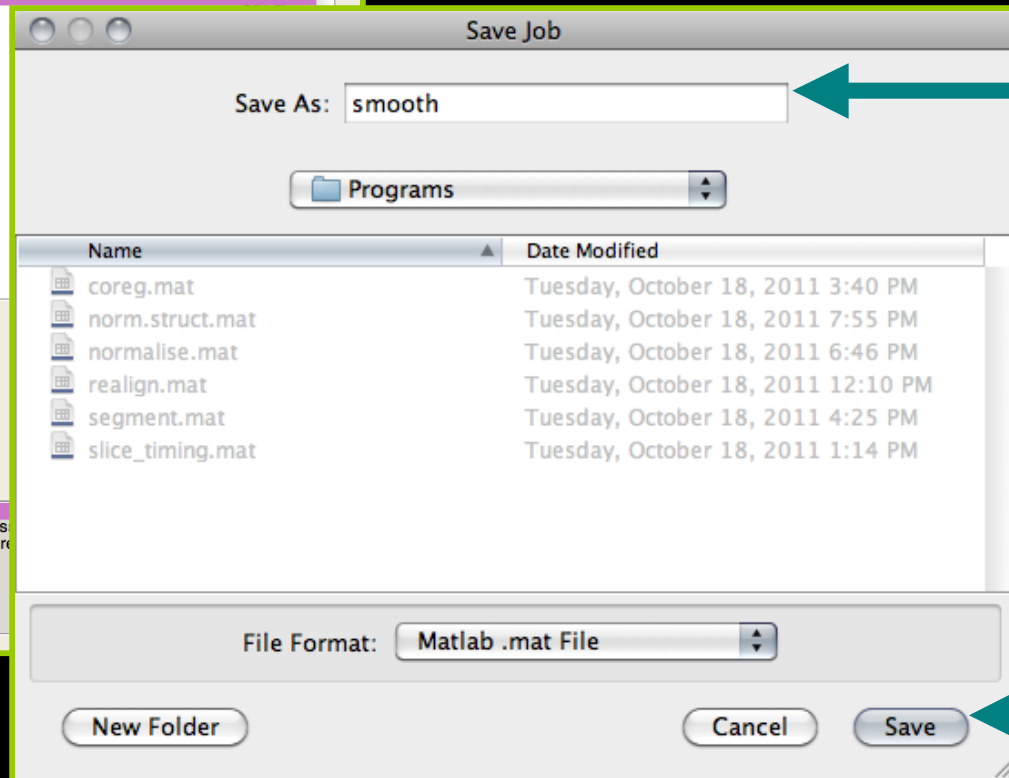 Save Job
Save As: smooth
Programs
Name Date Modified
coreg.mat Tuesday, October 18, 2011 3:40 PM
norm.struct.mat Tuesday, October 18, 2011 7:55 PM
normalise.mat Tuesday, October 18, 2011 6:46 PM
realign.mat Tuesday, October 18, 2011 12:10 PM
segment.mat Tuesday, October 18, 2011 4:25 PM
slice_timing.mat Tuesday, October 18, 2011 1:14 PM
File Format: Matlab .mat File
New Folder Cancel Save